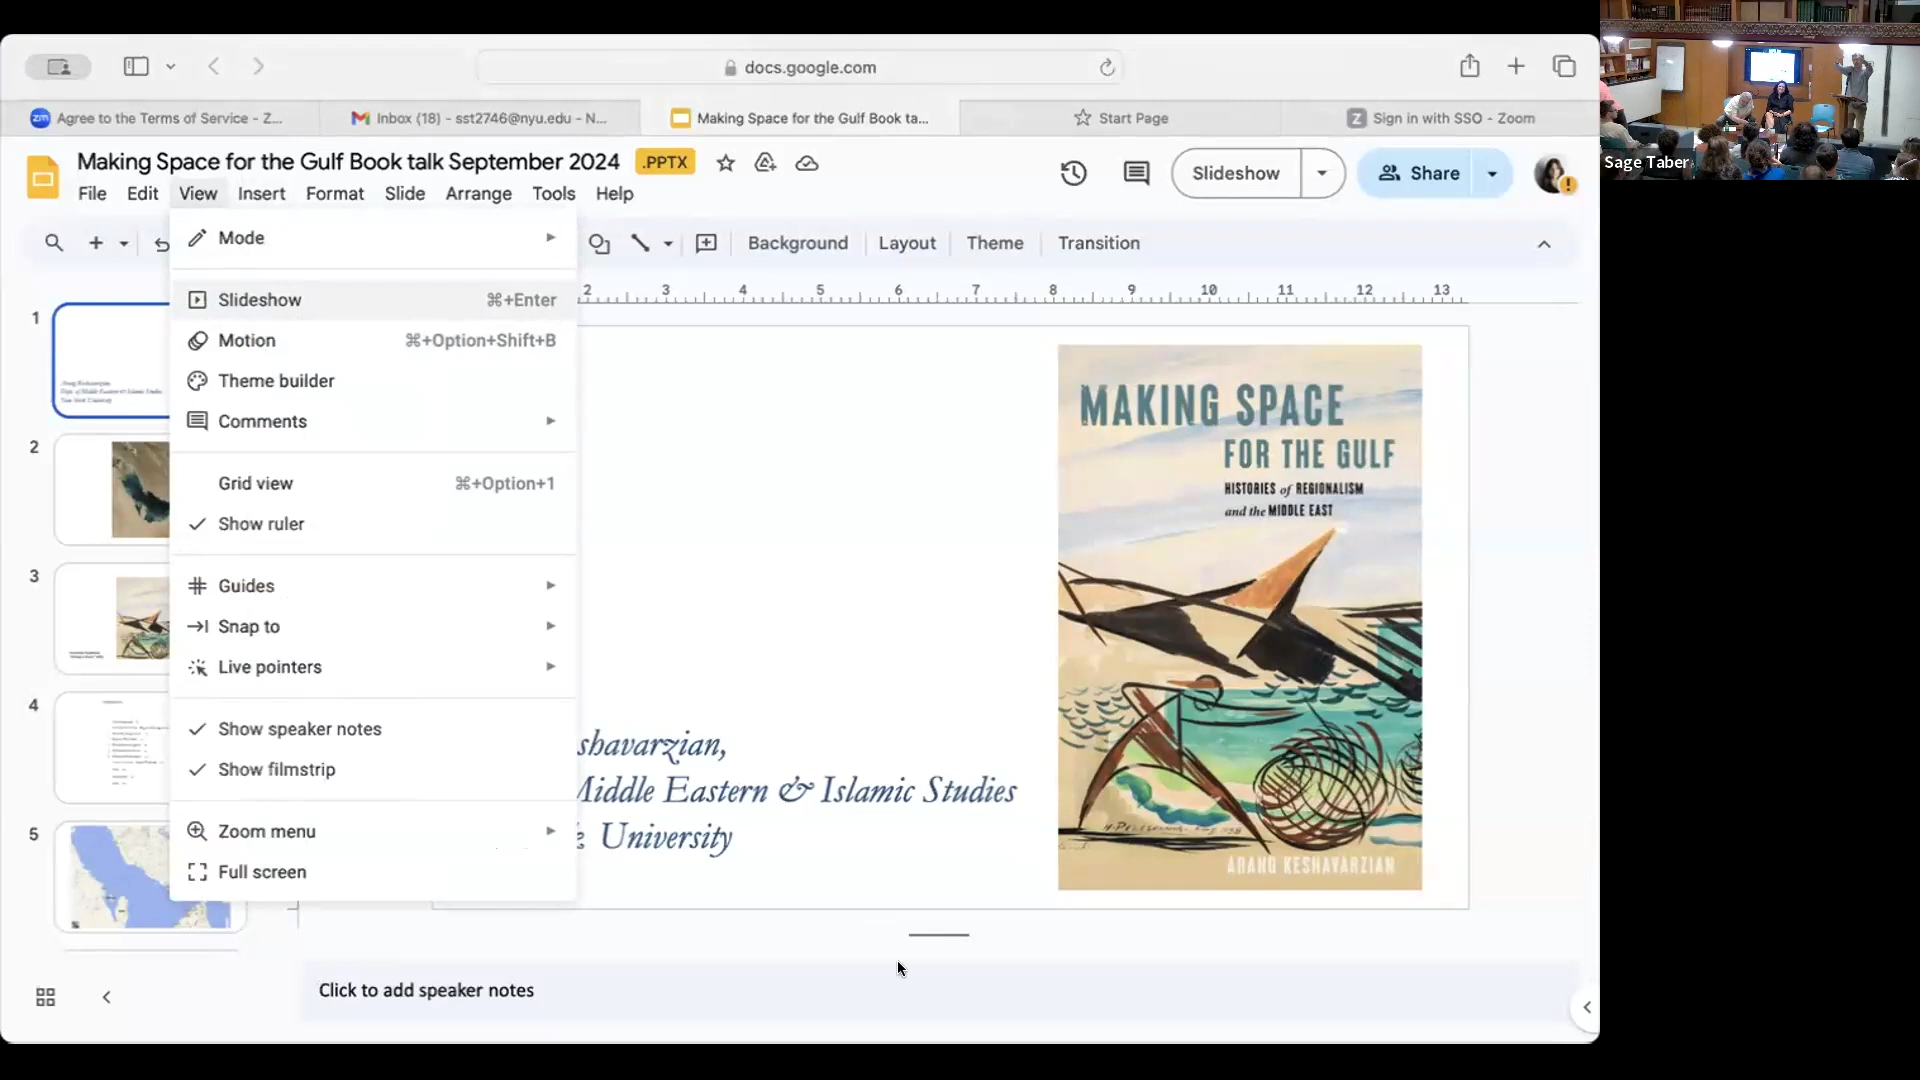 docs.google.com
Agree to the Terms of Service - Z...
Inbox (18) - sst2746@nyu.edu - N...
Making Space for the Gulf Book ta...
Start Page
Sign in with SSO - Zoom
Sage Taber
Making Space for the Gulf Book talk September 2024 .PPTX
Slideshow
Share
File Edit View Insert Format Slide Arrange Tools Help
Background Layout Theme Transition
Mode
Slideshow ⌘+Enter
Motion ⌘+Option+Shift+B
Theme builder
Comments
Grid view ⌘+Option+1
Show ruler
Guides
Snap to
Live pointers
Show speaker notes
Show filmstrip
Zoom menu
Full screen
2 3 4 5 6 7 8 9 10 11 12 13
1
2
3
4
5
MAKING SPACE
FOR THE GULF
HISTORIES of REGIONALISM
and the MIDDLE EAST
ARANG KESHAVARZIAN
shavarzian,
Middle Eastern & Islamic Studies
University
Click to add speaker notes